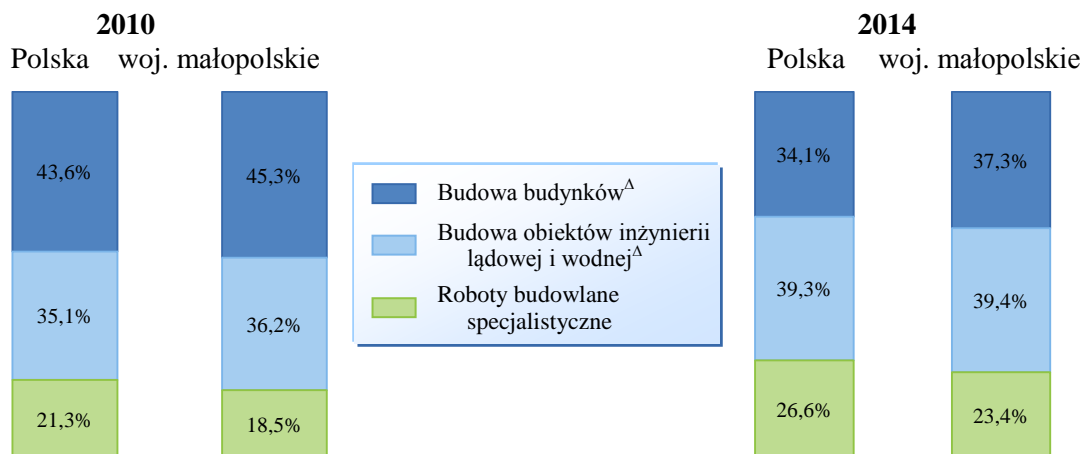 2010
Polska woj. małopolskie
43,6%
45,3%
35,1%
36,2%
21,3%
18,5%
Budowa budynków^Δ
Budowa obiektów inżynierii
lądowej i wodnej^Δ
Roboty budowlane
specjalistyczne
2014
Polska woj. małopolskie
34,1%
37,3%
39,3%
39,4%
26,6%
23,4%